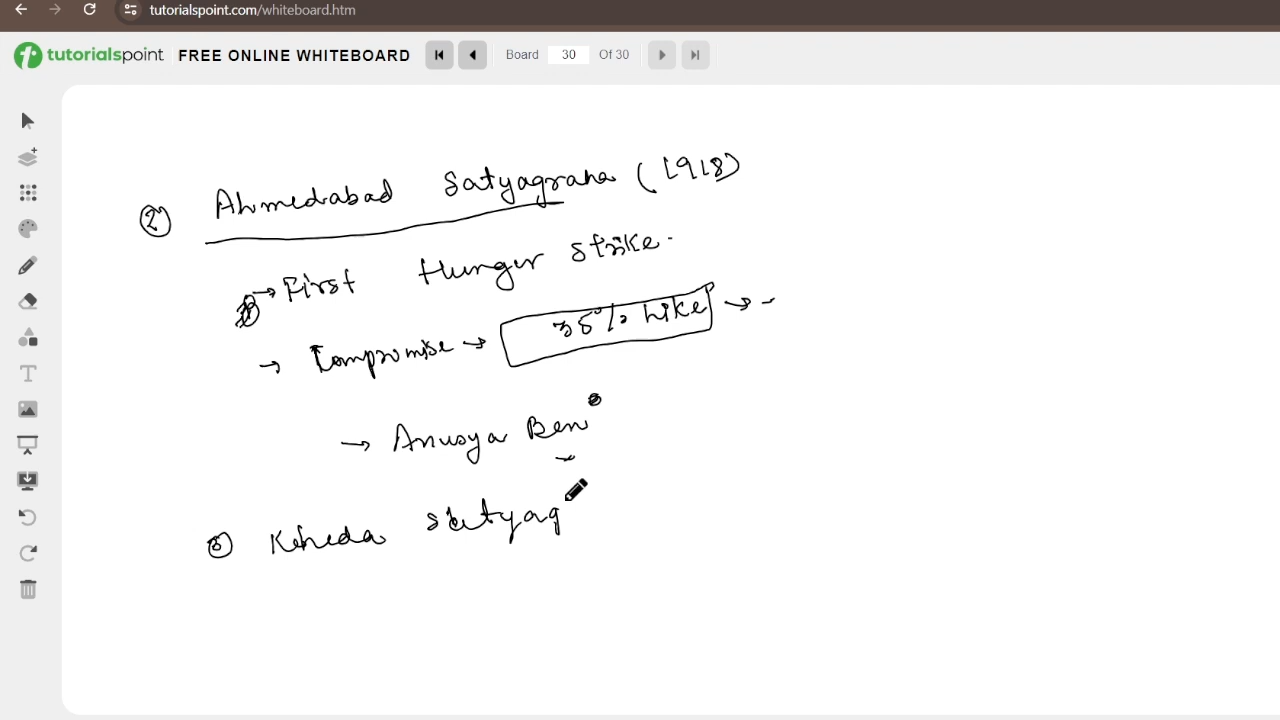 tutorialspoint.com/whiteboard.htm
tutorialspoint FREE ONLINE WHITEBOARD Board 30 Of 30
② Ahmedabad Satyagraha (1918)
→ First Hunger Strike.
→ Compromise → 35% hike →
→ Anusya Ben
③ Kheda Satyag